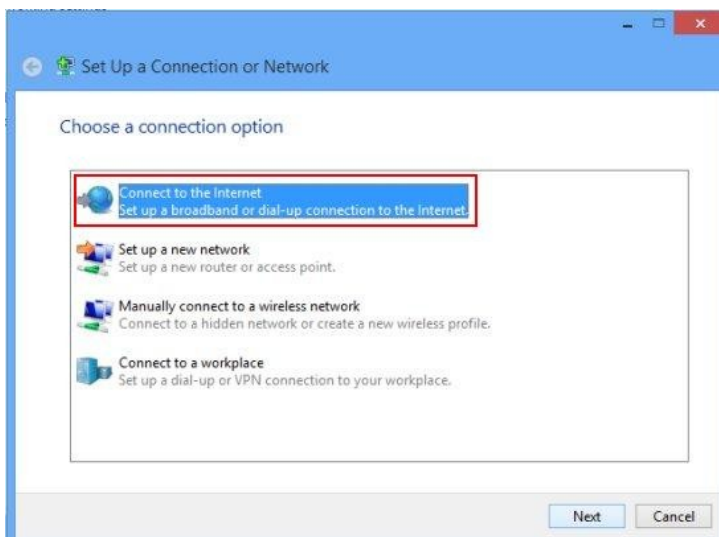 Set Up a Connection or Network
Choose a connection option
Connect to the Internet
Set up a broadband or dial-up connection to the Internet.
Set up a new network
Set up a new router or access point.
Manually connect to a wireless network
Connect to a hidden network or create a new wireless profile.
Connect to a workplace
Set up a dial-up or VPN connection to your workplace.
Next
Cancel